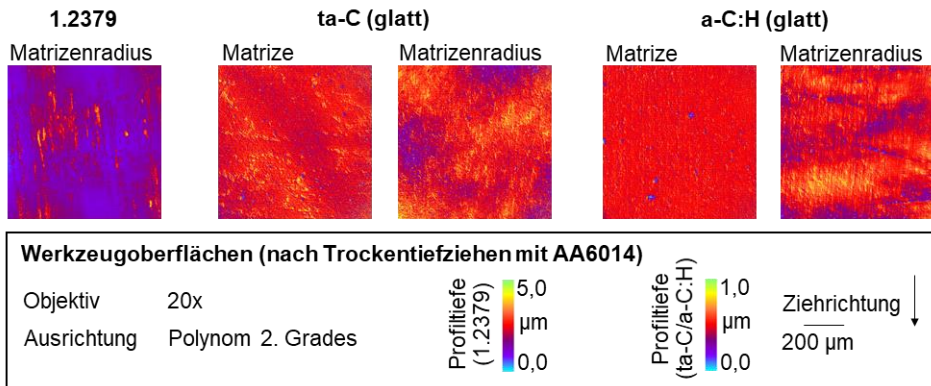 1.2379 ta-C (glatt) a-C:H (glatt)
Matrizenradius Matrize Matrizenradius Matrize Matrizenradius
Werkzeugoberflächen (nach Trockentiefziehen mit AA6014)
Objektiv 20x
Ausrichtung Polynom 2. Grades
Profiltiefe
(1.2379)
5,0
µm
0,0
Profiltiefe
(ta-C/a-C:H)
1,0
µm
0,0
Ziehrichtung
200 µm